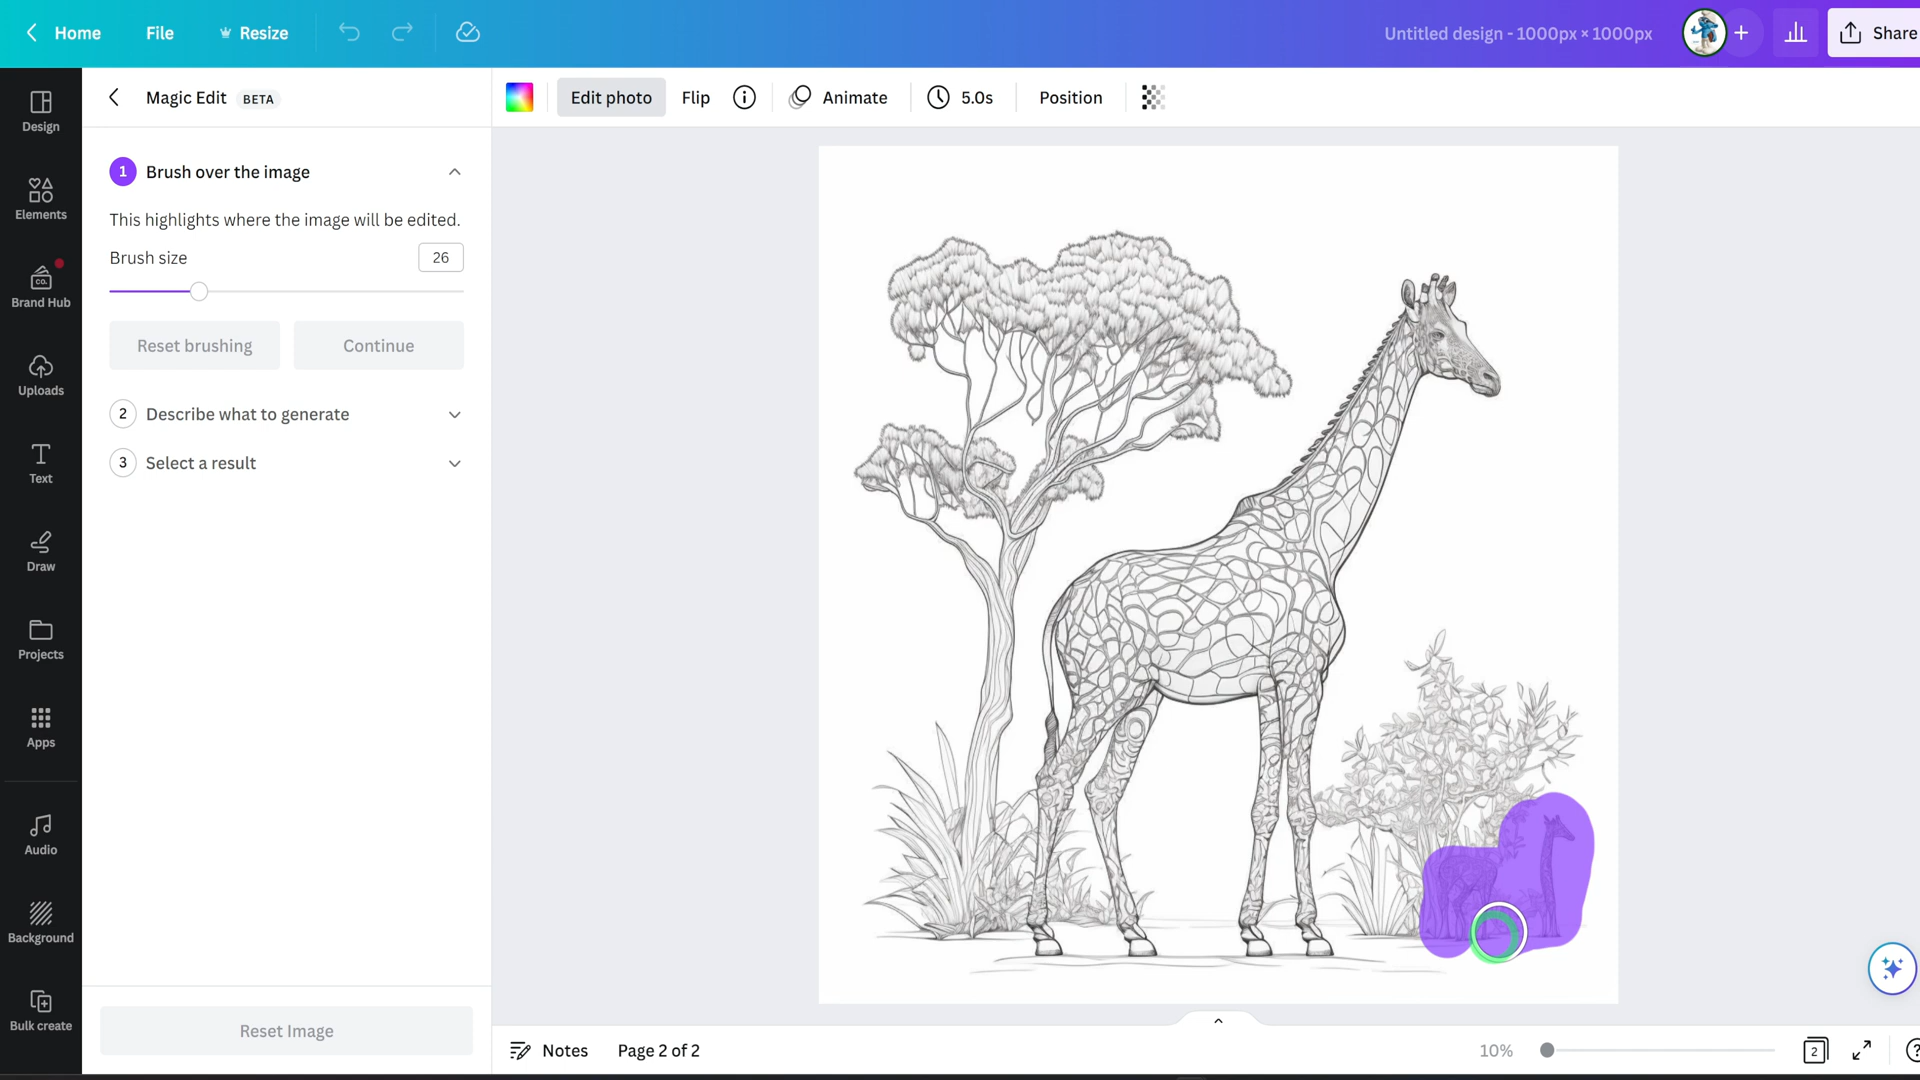 Home
File
Resize
Untitled design - 1000px × 1000px
Share
Magic Edit BETA
Edit photo
Flip
Animate
5.0s
Position
Design
Elements
CO.
Brand Hub
Uploads
Text
Draw
Projects
Apps
Audio
Background
Bulk create
1 Brush over the image
This highlights where the image will be edited.
Brush size 26
Reset brushing
Continue
2 Describe what to generate
3 Select a result
Reset Image
Notes
Page 2 of 2
10%
2
?